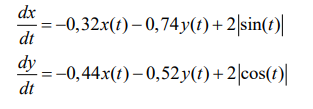 dx/dt = −0,32x(t) − 0,74y(t) + 2|sin(t)|
dy/dt = −0,44x(t) − 0,52y(t) + 2|cos(t)|